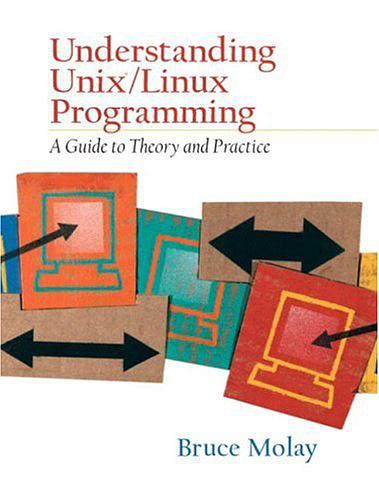 Understanding
Unix/Linux
Programming
A Guide to Theory and Practice
Bruce Molay